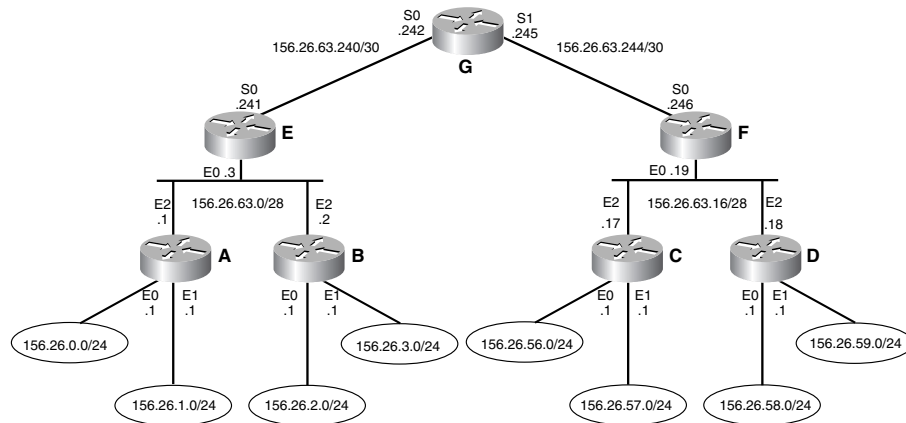 S0
.242
S1
.245
156.26.63.240/30
156.26.63.244/30
G
S0
.241
S0
.246
E
F
E0 .3
E0 .19
E2
.1
156.26.63.0/28
E2
.2
E2
.17
156.26.63.16/28
E2
.18
A
B
C
D
E0
.1
E1
.1
E0
.1
E1
.1
E0
.1
E1
.1
E0
.1
E1
.1
156.26.0.0/24
156.26.3.0/24
156.26.56.0/24
156.26.59.0/24
156.26.1.0/24
156.26.2.0/24
156.26.57.0/24
156.26.58.0/24